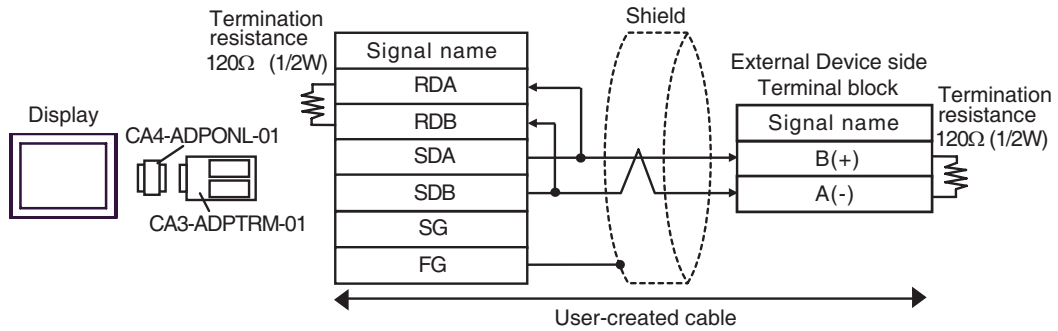 Shield
Termination
resistance
120Ω (1/2W)
Signal name
RDA
RDB
SDA
SDB
SG
FG
Display
CA4-ADPONL-01
CA3-ADPTRM-01
External Device side
Terminal block
Signal name
B(+)
A(-)
Termination
resistance
120Ω (1/2W)
User-created cable